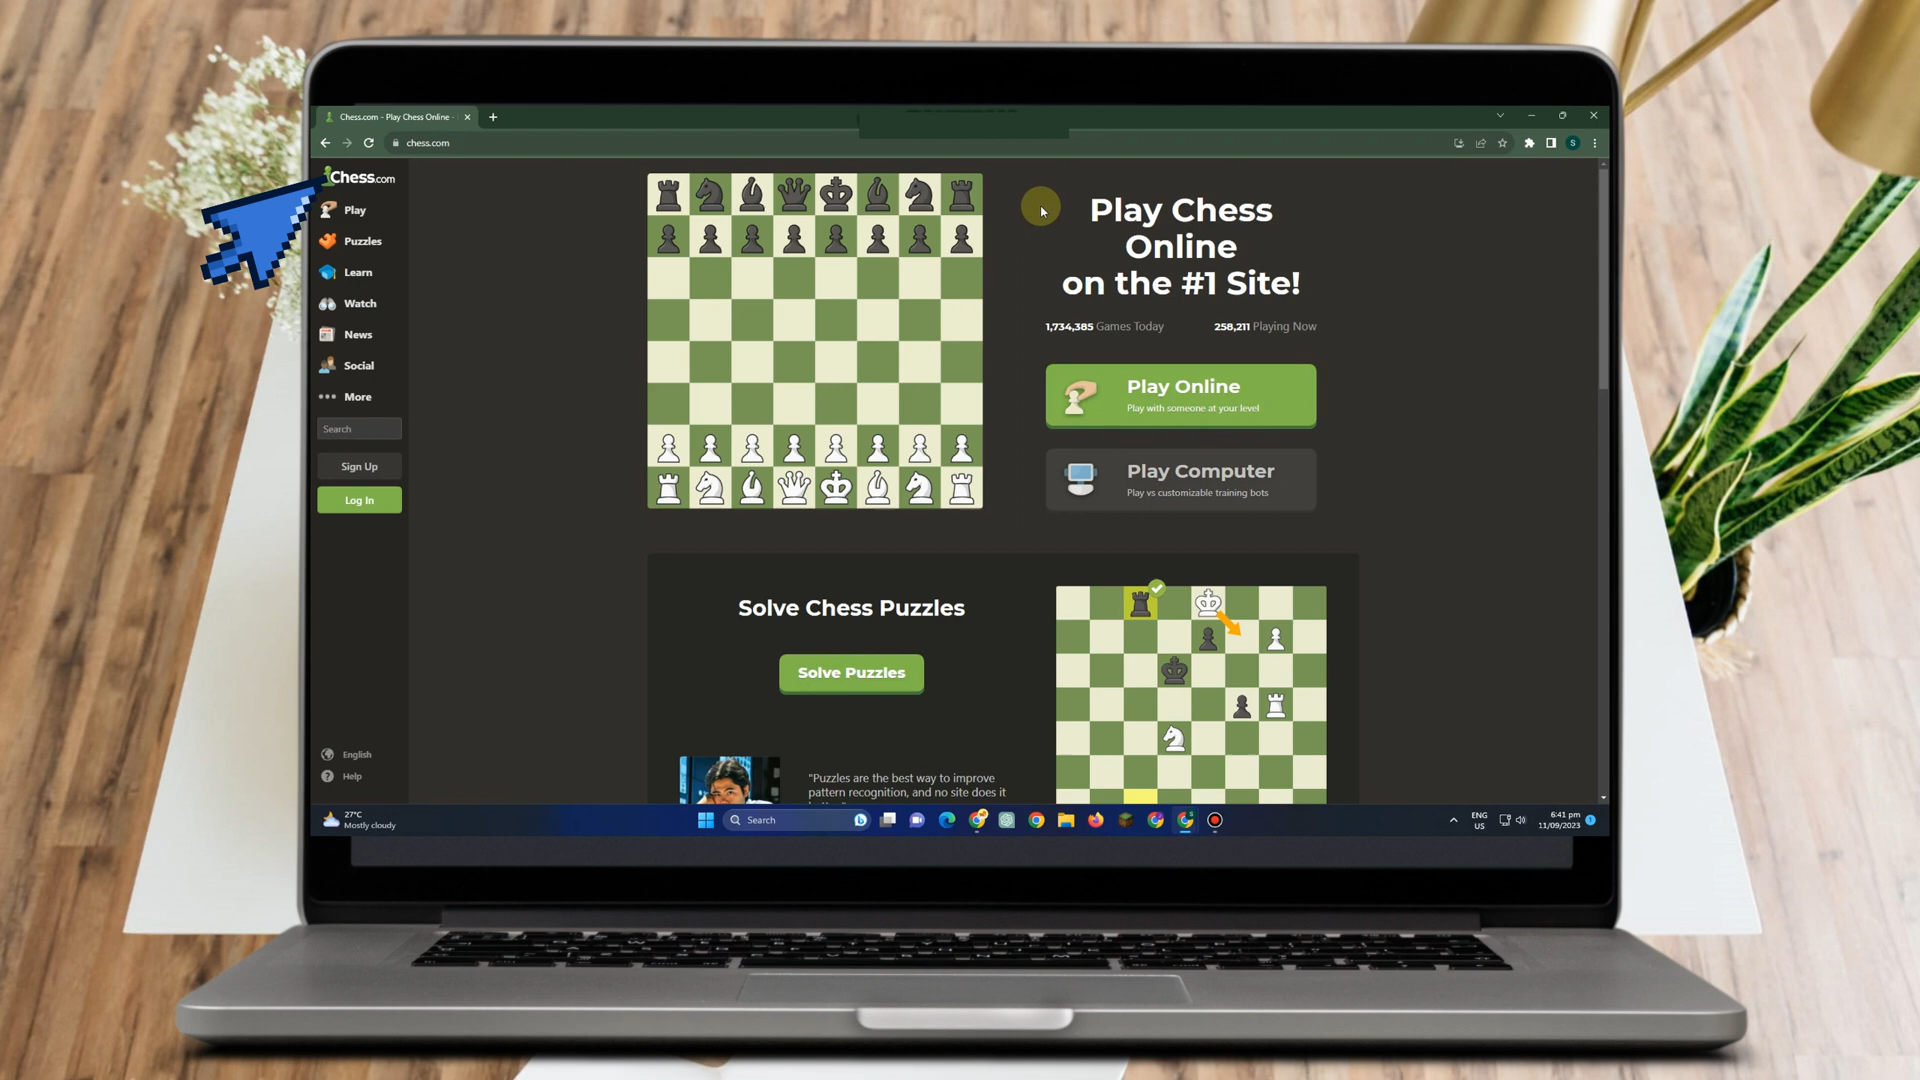 Chess.com - Play Chess Online -
chess.com
Chess.com
Play
Puzzles
Learn
Watch
News
Social
More
Search
Sign Up
Log In
English
Help
Play Chess
Online
on the #1 Site!
1,734,385 Games Today
258,211 Playing Now
Play Online
Play with someone at your level
Play Computer
Play vs customizable training bots
Solve Chess Puzzles
Solve Puzzles
"Puzzles are the best way to improve
pattern recognition, and no site does it
27°C
Mostly cloudy
Search
ENG
US
6:41 pm
11/09/2023
1
S